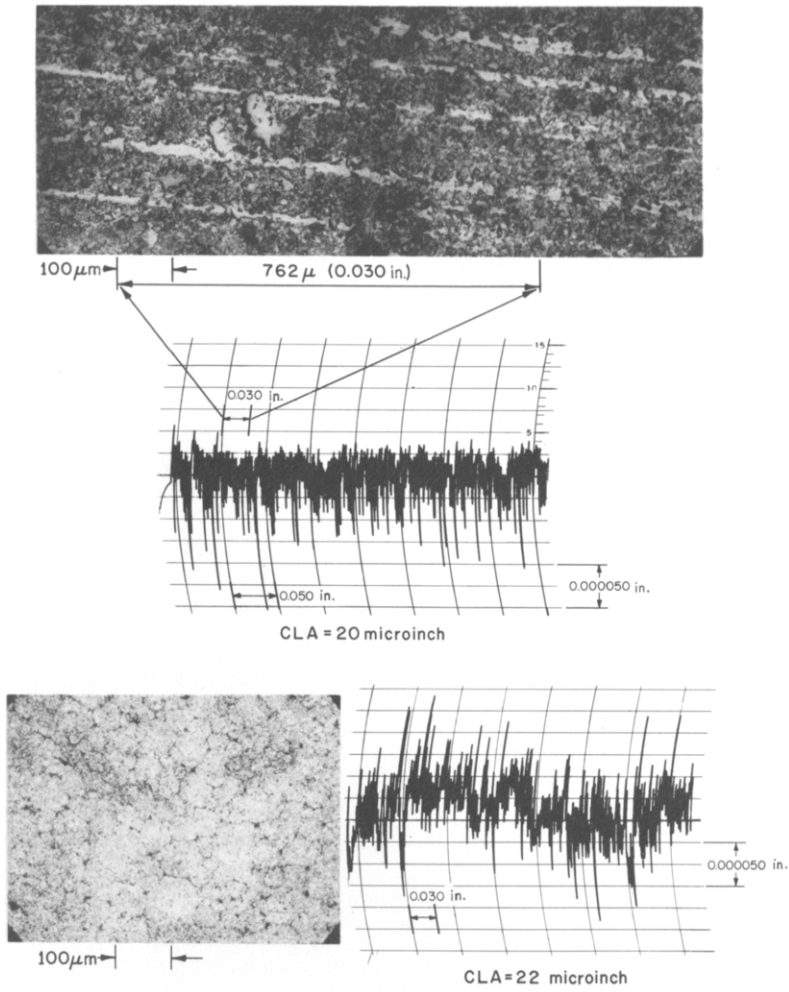 100μm
762μ (0.030 in.)
15
0.030 in.
10
5
0.050 in.
0.000050 in.
CLA = 20 microinch
0.000050 in.
0.030 in.
100μm
CLA=22 microinch